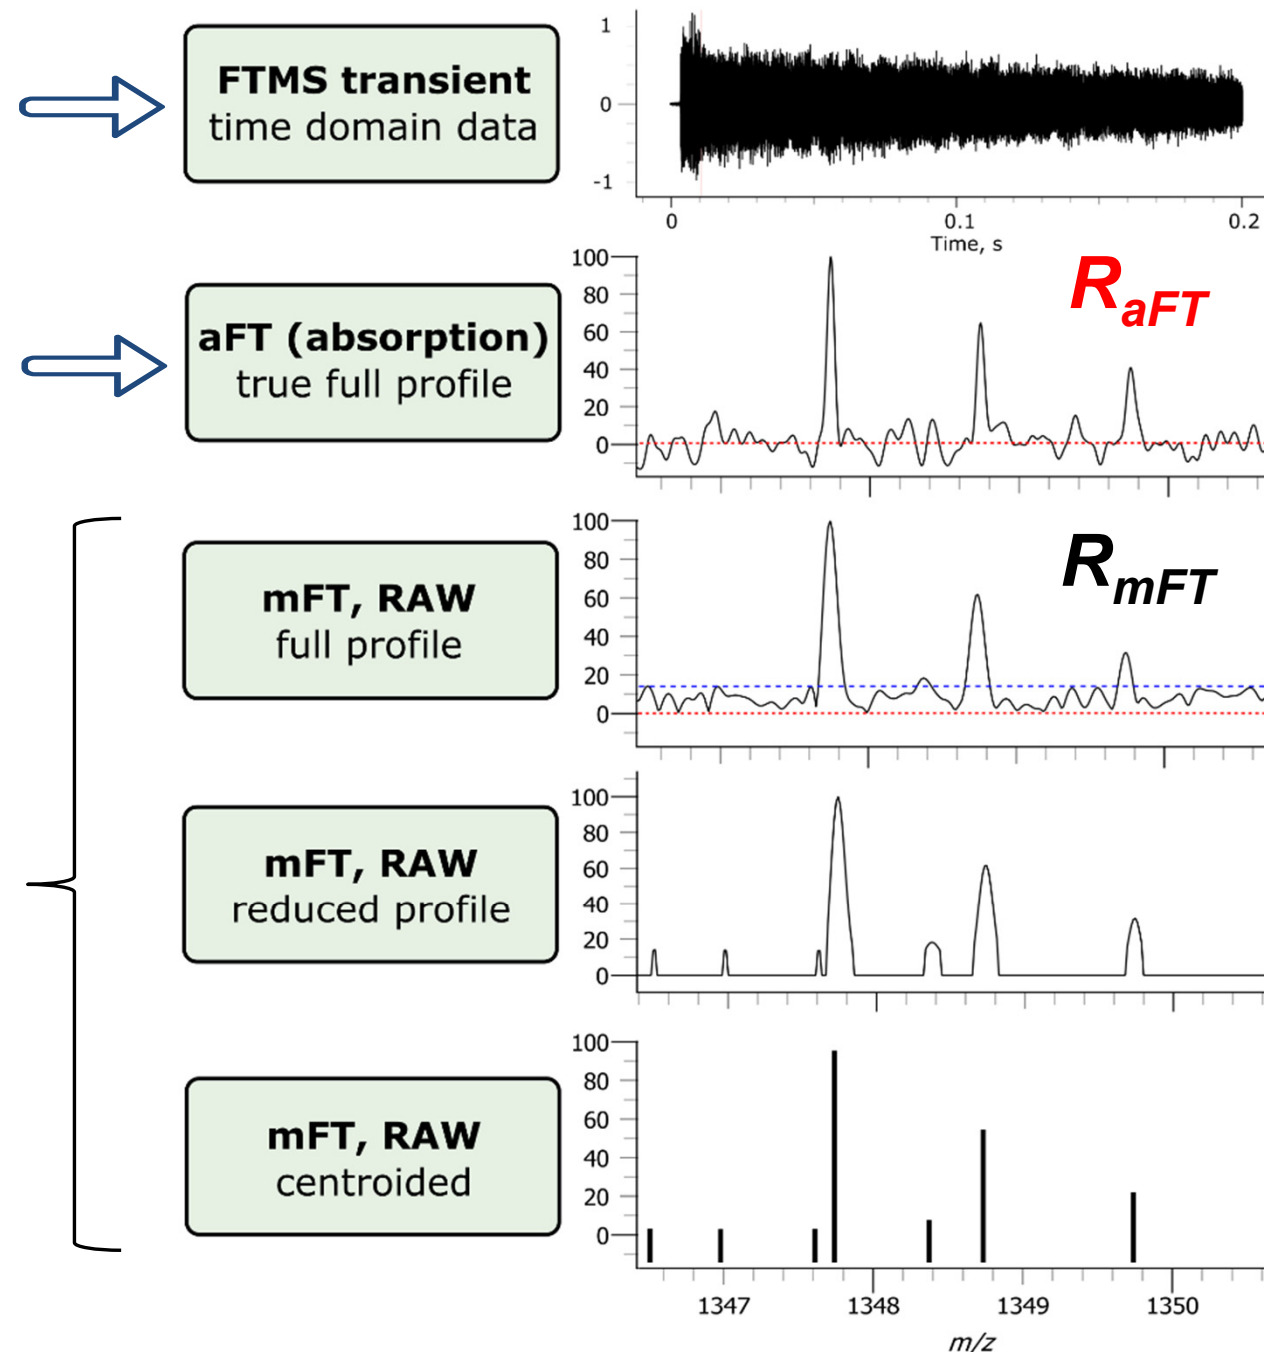 FTMS transient
time domain data
1
0
-1
0
0.1
0.2
Time, s
aFT (absorption)
true full profile
100
80
60
40
20
0
RaFT
mFT, RAW
full profile
100
80
60
40
20
0
RmFT
mFT, RAW
reduced profile
100
80
60
40
20
0
mFT, RAW
centroided
100
80
60
40
20
0
1347
1348
1349
1350
m/z